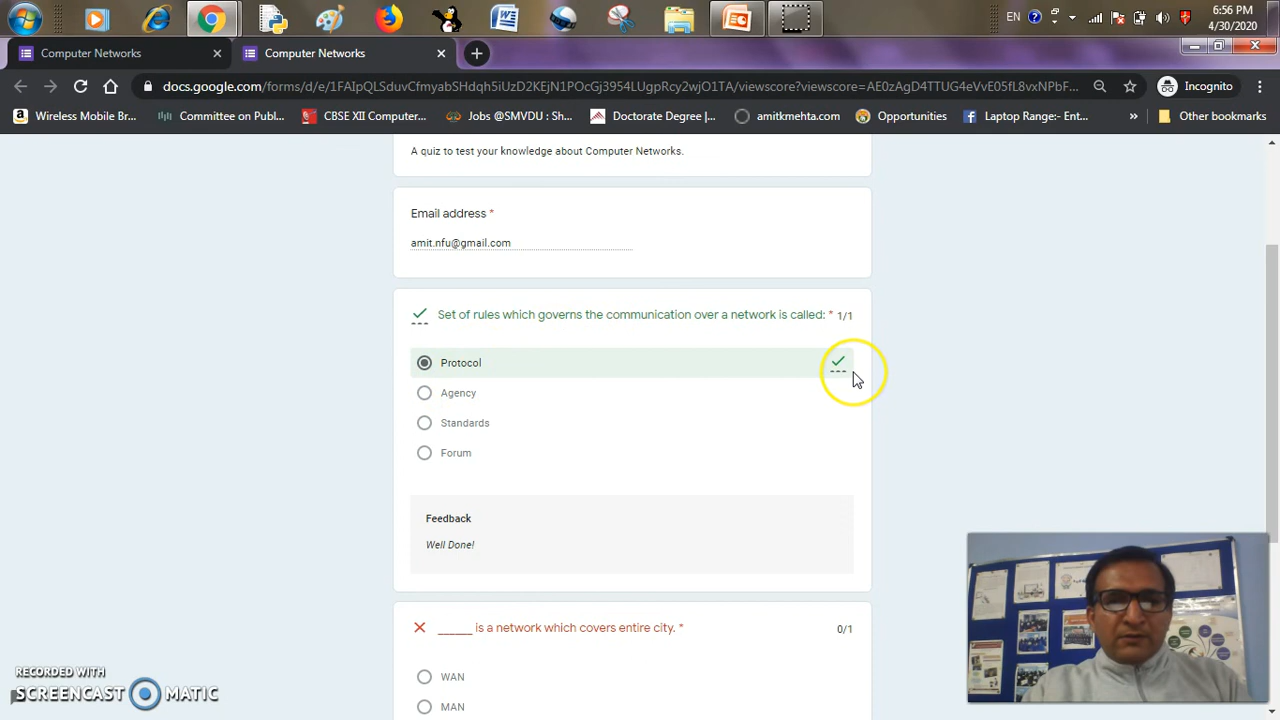 EN
6:56 PM
4/30/2020
Computer Networks
Computer Networks
docs.google.com/forms/d/e/1FAIpQLSduvCfmyabSHdqh5iUzD2KEjN1POcGj3954LUgpRcy2wjO1TA/viewscore?viewscore=AE0zAgD4TTUG4eVvE05fL8vxNPbF...
Incognito
Wireless Mobile Br...
Committee on Publ...
CBSE XII Computer...
Jobs @SMVDU : Sh...
Doctorate Degree |...
amitkmehta.com
Opportunities
Laptop Range:- Ent...
»
Other bookmarks
A quiz to test your knowledge about Computer Networks.
Email address *
amit.nfu@gmail.com
Set of rules which governs the communication over a network is called: * 1/1
Protocol
Agency
Standards
Forum
Feedback
Well Done!
______ is a network which covers entire city. * 0/1
WAN
MAN
RECORDED WITH
SCREENCAST MATIC